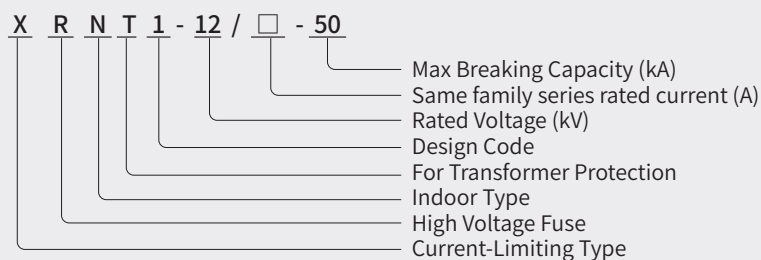 X R N T 1 - 12 / □ - 50
Max Breaking Capacity (kA)
Same family series rated current (A)
Rated Voltage (kV)
Design Code
For Transformer Protection
Indoor Type
High Voltage Fuse
Current-Limiting Type